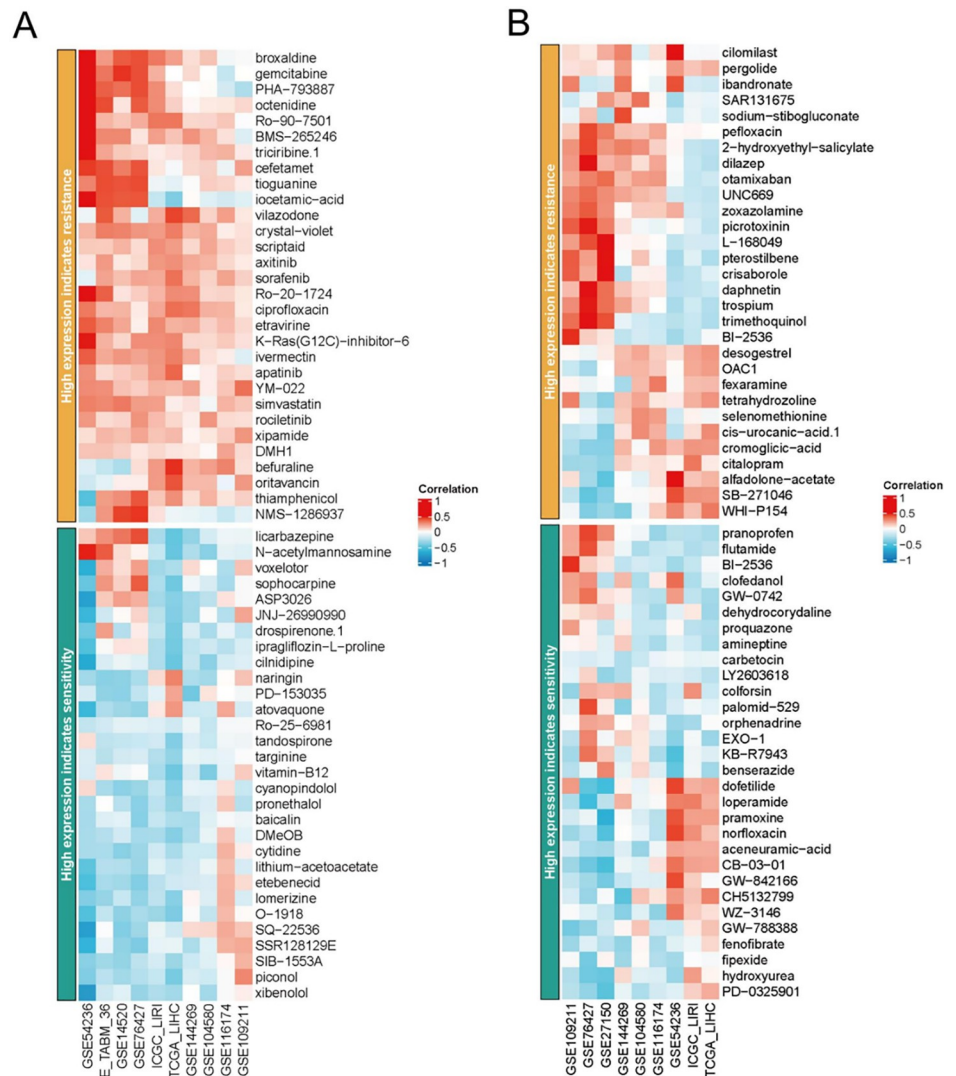 A
High expression indicates resistance
broxaldine
gemcitabine
PHA-793887
octenidine
Ro-90-7501
BMS-265246
triciribine.1
cefetamet
tioguanine
iocetamic-acid
vilazodone
crystal-violet
scriptaid
axitinib
sorafenib
Ro-20-1724
ciprofloxacin
etravirine
K-Ras(G12C)-inhibitor-6
ivermectin
apatinib
YM-022
simvastatin
rociletinib
xipamide
DMH1
befuraline
oritavancin
thiamphenicol
NMS-1286937
High expression indicates sensitivity
licarbazepine
N-acetylmannosamine
voxelotor
sophocarpine
ASP3026
JNJ-26990990
drospirenone.1
ipragliflozin-L-proline
cilnidipine
naringin
PD-153035
atovaquone
Ro-25-6981
tandospirone
targinine
vitamin-B12
cyanopindolol
pronethalol
baicalin
DMeOB
cytidine
lithium-acetoacetate
etebenecid
lomerizine
O-1918
SQ-22536
SSR128129E
SIB-1553A
piconol
xibenolol
GSE54236
E_TABM_36
GSE14520
GSE76427
ICGC_LIRI
TCGA_LIHC
GSE144269
GSE104580
GSE116174
GSE109211
Correlation
1
0.5
0
-0.5
-1
B
High expression indicates resistance
cilomilast
pergolide
ibandronate
SAR131675
sodium-stibogluconate
pefloxacin
2-hydroxyethyl-salicylate
dilazep
otamixaban
UNC669
zoxazolamine
picrotoxinin
L-168049
pterostilbene
crisaborole
daphnetin
trospium
trimethoquinol
BI-2536
desogestrel
OAC1
fexaramine
tetrahydrozoline
selenomethionine
cis-urocanic-acid.1
cromoglicic-acid
citalopram
alfadolone-acetate
SB-271046
WHI-P154
High expression indicates sensitivity
pranoprofen
flutamide
BI-2536
clofedanol
GW-0742
dehydrocorydaline
proquazone
amineptine
carbetocin
LY2603618
colforsin
palomid-529
orphenadrine
EXO-1
KB-R7943
benserazide
dofetilide
loperamide
pramoxine
norfloxacin
aceneuramic-acid
CB-03-01
GW-842166
CH5132799
WZ-3146
GW-788388
fenofibrate
fipexide
hydroxyurea
PD-0325901
GSE109211
GSE76427
GSE27150
GSE144269
GSE104580
GSE116174
GSE54236
ICGC_LIRI
TCGA_LIHC
Correlation
1
0.5
0
-0.5
-1